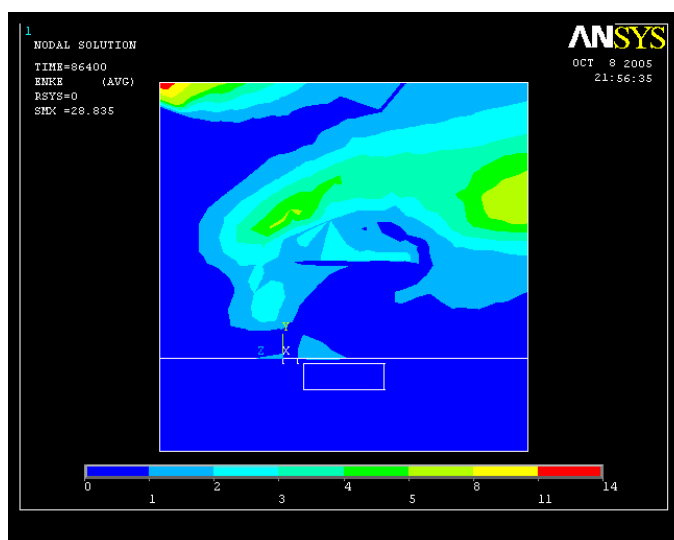 1
NODAL SOLUTION
TIME=86400
ENKE (AVG)
RSYS=0
SMX =28.835
ANSYS
OCT 8 2005
21:56:35
Y
Z X
0 1 2 3 4 5 5 8 11 14